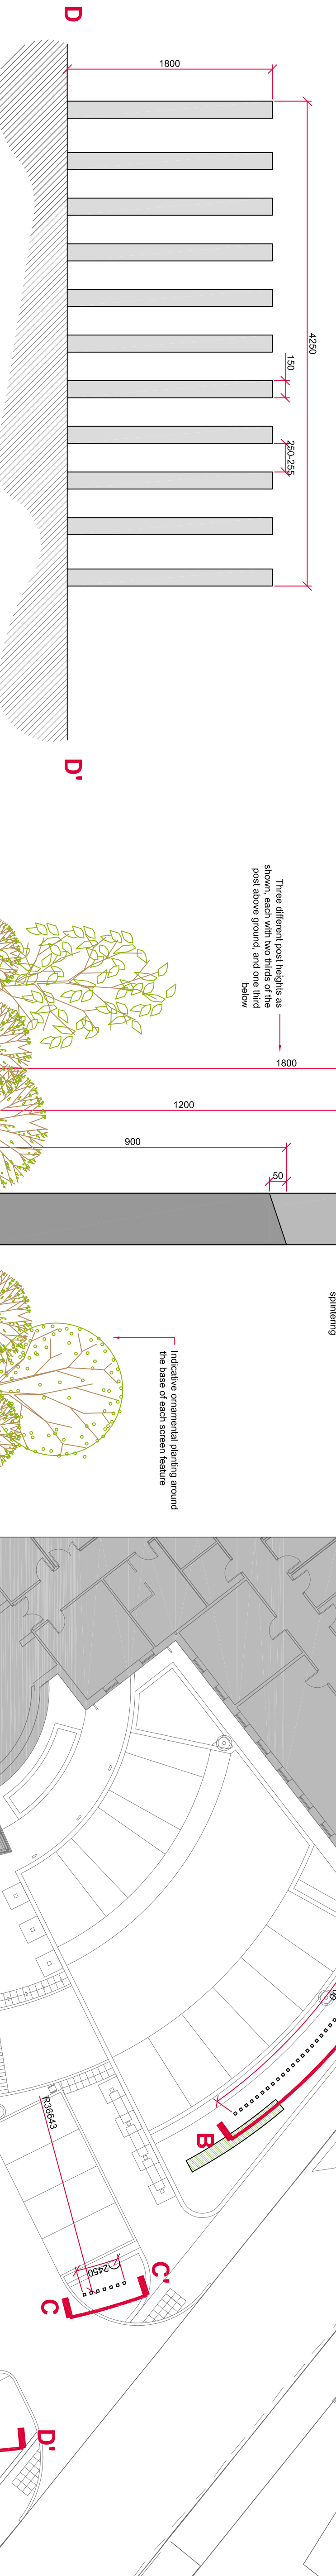 D
1800
4250
150
250-255
D'
Three different post heights as
shown, each with two thirds of the
post above ground, and one third
below
1800
1200
900
50
splintering
Indicative ornamental planting around
the base of each screen feature
B
R36643
2450
C'
C
D'